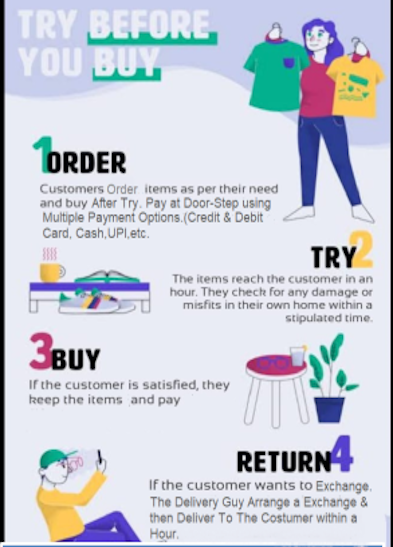 TRY BEFORE
YOU BUY
1ORDER
Customers Order items as per their need
and buy After Try. Pay at Door-Step using
Multiple Payment Options.(Credit & Debit
Card, Cash,UPI,etc.
TRY2
The items reach the customer in an
hour. They check for any damage or
misfits in their own home within a
stipulated time.
3BUY
If the customer is satisfied, they
keep the items and pay
RETURN4
If the customer wants to Exchange.
The Delivery Guy Arrange a Exchange &
then Deliver To The Costumer within a
Hour.